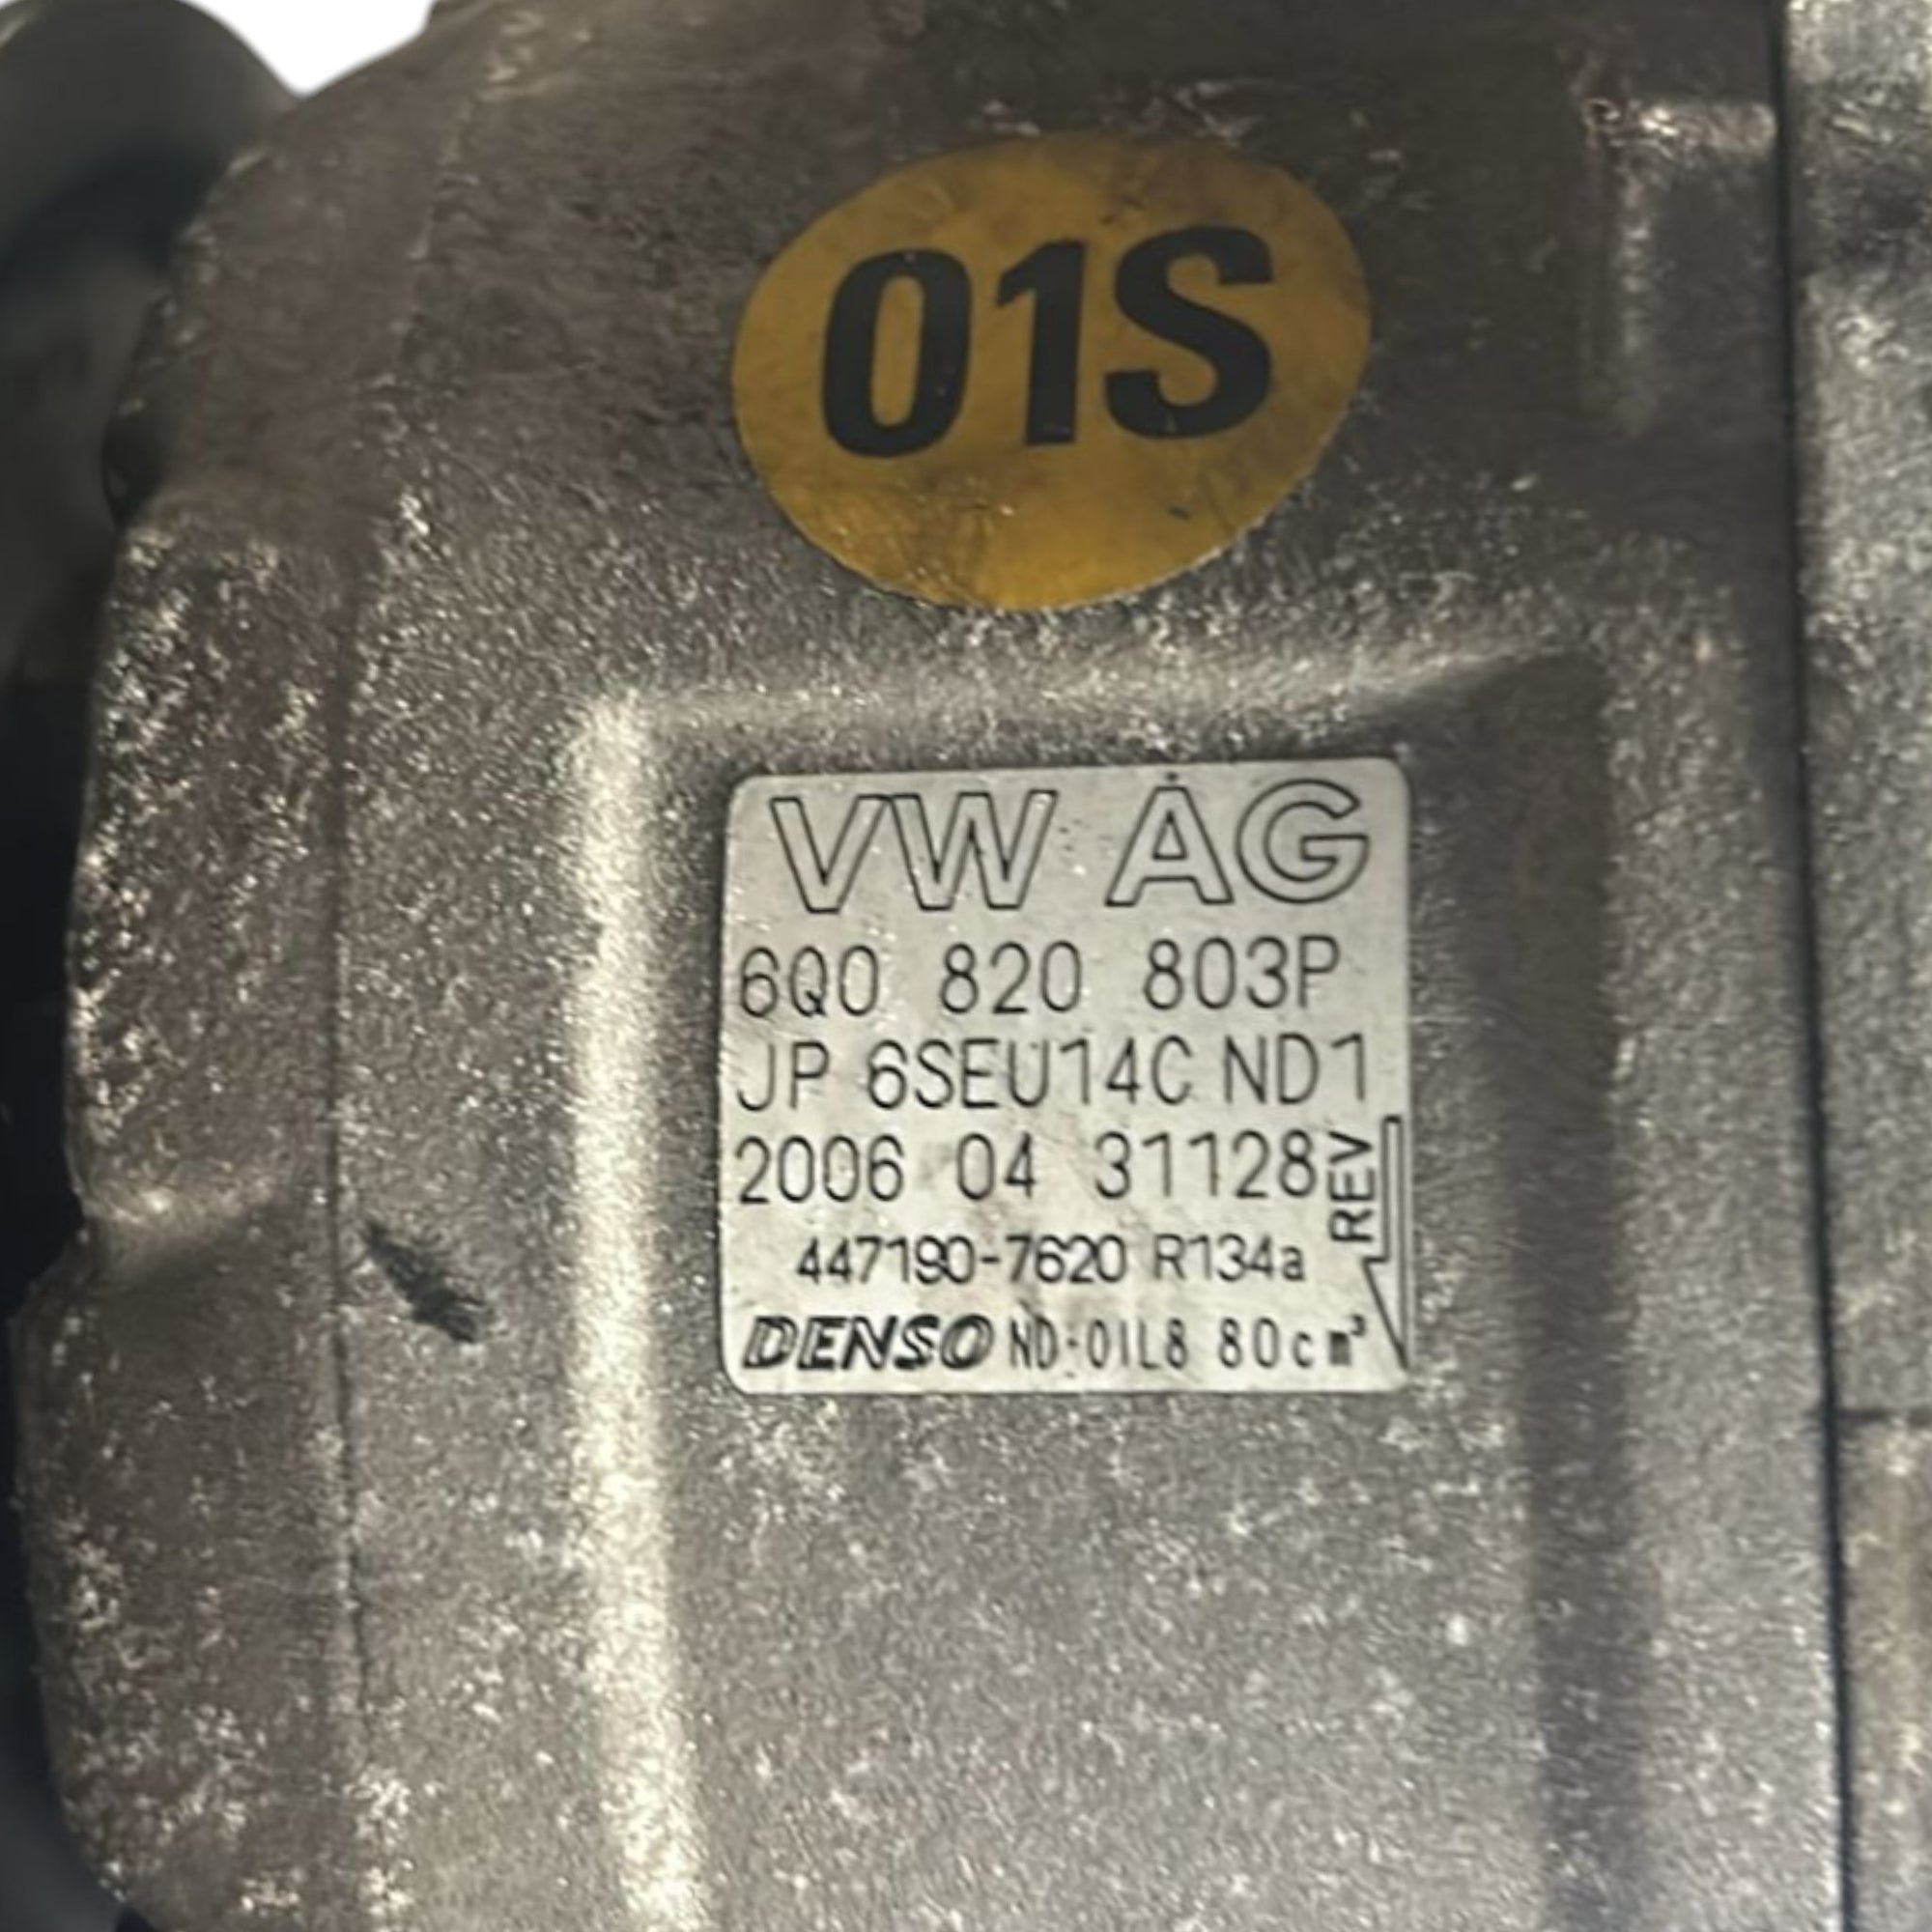 01S
VW AG
6Q0 820 803P
JP 6SEU14C ND1
2006 04 31128
REV
447190-7620 R134a
DENSO ND-OIL8 80cm³